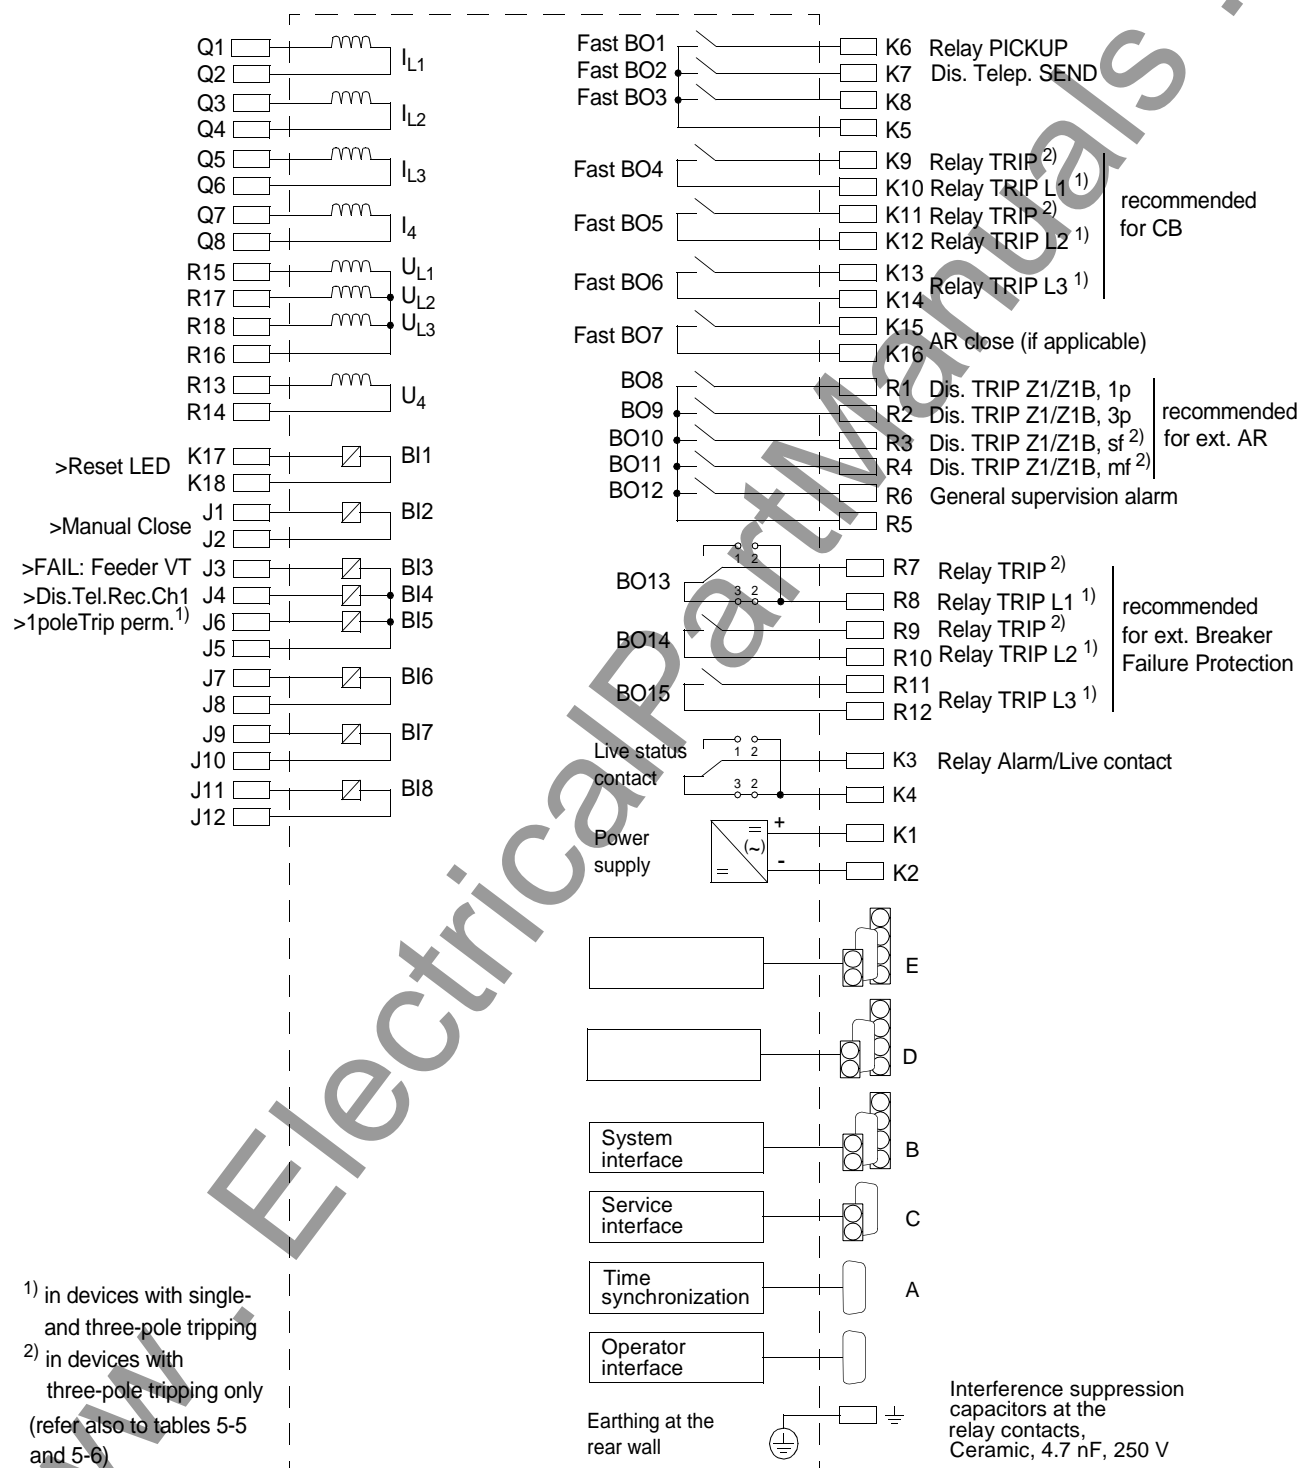 Q1
Q2
I L1
Q3
Q4
I L2
Q5
Q6
I L3
Q7
Q8
I 4
R15 U L1
R17 U L2
R18 U L3
R16
R13
R14
U 4
>Reset LED K17 BI1
K18
>Manual Close J1 BI2
J2
>FAIL: Feeder VT J3 BI3
>Dis.Tel.Rec.Ch1 J4 BI4
>1poleTrip perm.1) J6 BI5
J5
J7 BI6
J8
J9 BI7
J10
J11 BI8
J12
1) in devices with single-
and three-pole tripping
2) in devices with
three-pole tripping only
(refer also to tables 5-5
and 5-6)
Fast BO1 K6 Relay PICKUP
Fast BO2 K7 Dis. Telep. SEND
Fast BO3 K8
K5
Fast BO4 K9 Relay TRIP 2)
K10 Relay TRIP L1 1)
Fast BO5 K11 Relay TRIP 2)
K12 Relay TRIP L2 1)
Fast BO6 K13
K14 Relay TRIP L3 1)
recommended
for CB
Fast BO7 K15
K16 AR close (if applicable)
BO8 R1 Dis. TRIP Z1/Z1B, 1p
BO9 R2 Dis. TRIP Z1/Z1B, 3p
BO10 R3 Dis. TRIP Z1/Z1B, sf 2)
BO11 R4 Dis. TRIP Z1/Z1B, mf 2)
recommended
for ext. AR
BO12 R6 General supervision alarm
R5
1 2
BO13 R7 Relay TRIP 2)
3 2
R8 Relay TRIP L1 1)
BO14 R9 Relay TRIP 2)
R10 Relay TRIP L2 1)
BO15 R11
R12 Relay TRIP L3 1)
recommended
for ext. Breaker
Failure Protection
Live status
contact
1 2
3 2
K3 Relay Alarm/Live contact
K4
Power
supply
(~)
+ K1
- K2
E
D
System
interface
B
Service
interface
C
Time
synchronization
A
Operator
interface
Earthing at the
rear wall
Interference suppression
capacitors at the
relay contacts,
Ceramic, 4.7 nF, 250 V
w . ElectricalPartManuals .